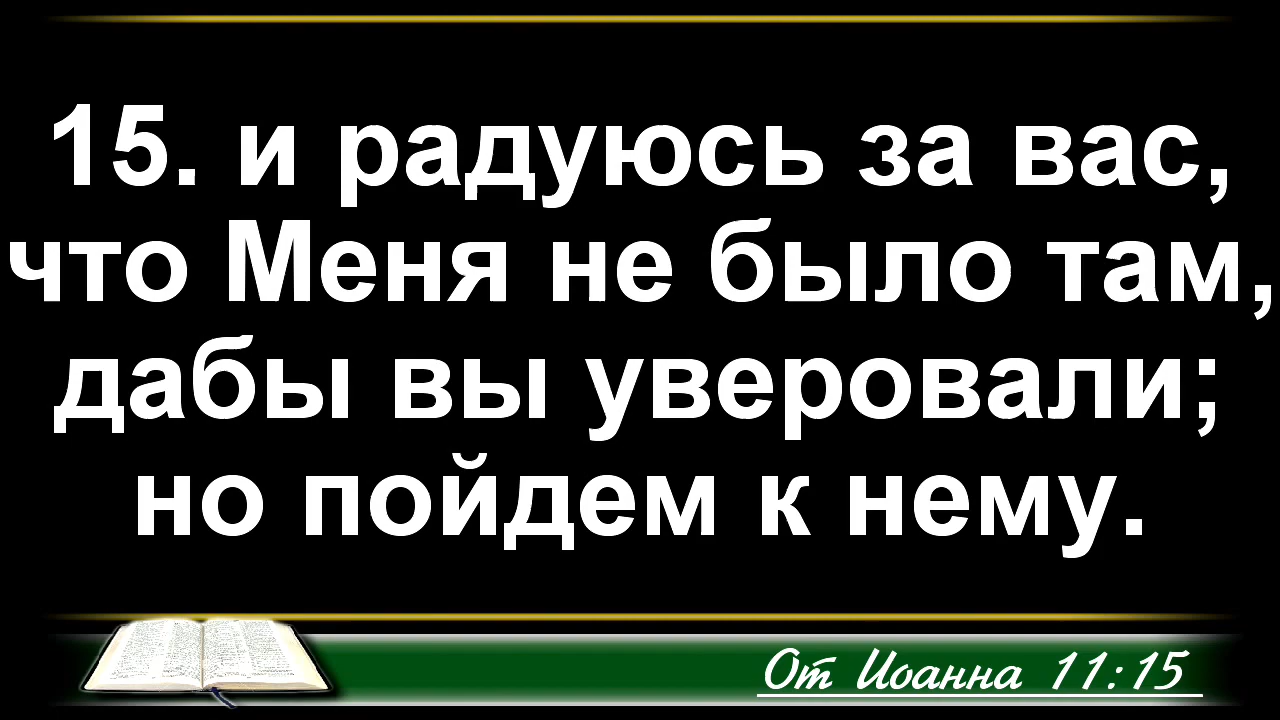 15. и радуюсь за вас,
что Меня не было там,
дабы вы уверовали;
но пойдем к нему.
От Иоанна 11:15